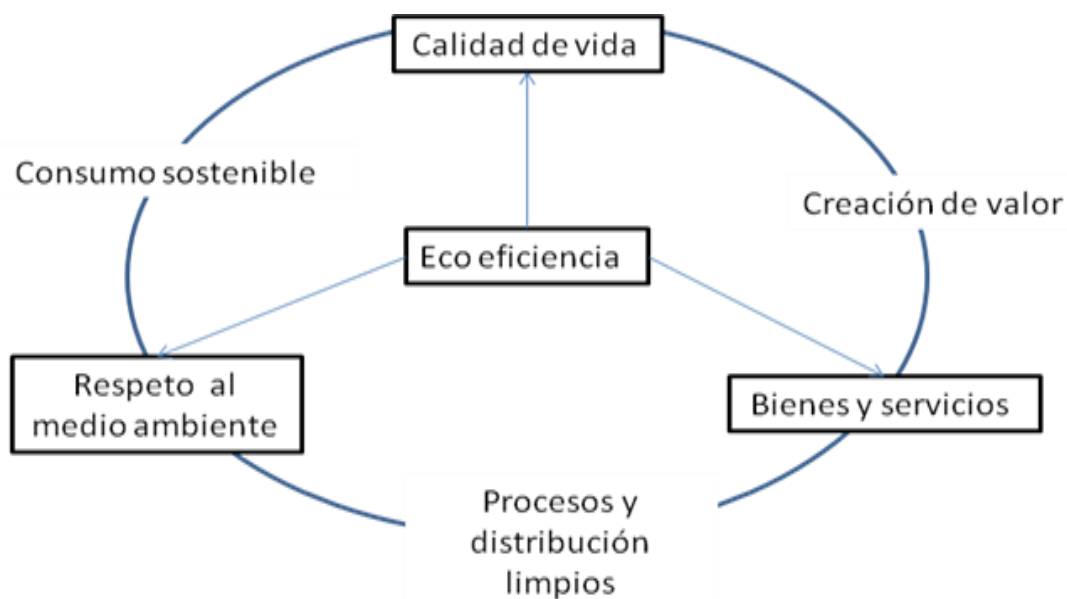 Calidad de vida
Consumo sostenible
Creación de valor
Eco eficiencia
Respeto al
medio ambiente
Bienes y servicios
Procesos y
distribución
limpios